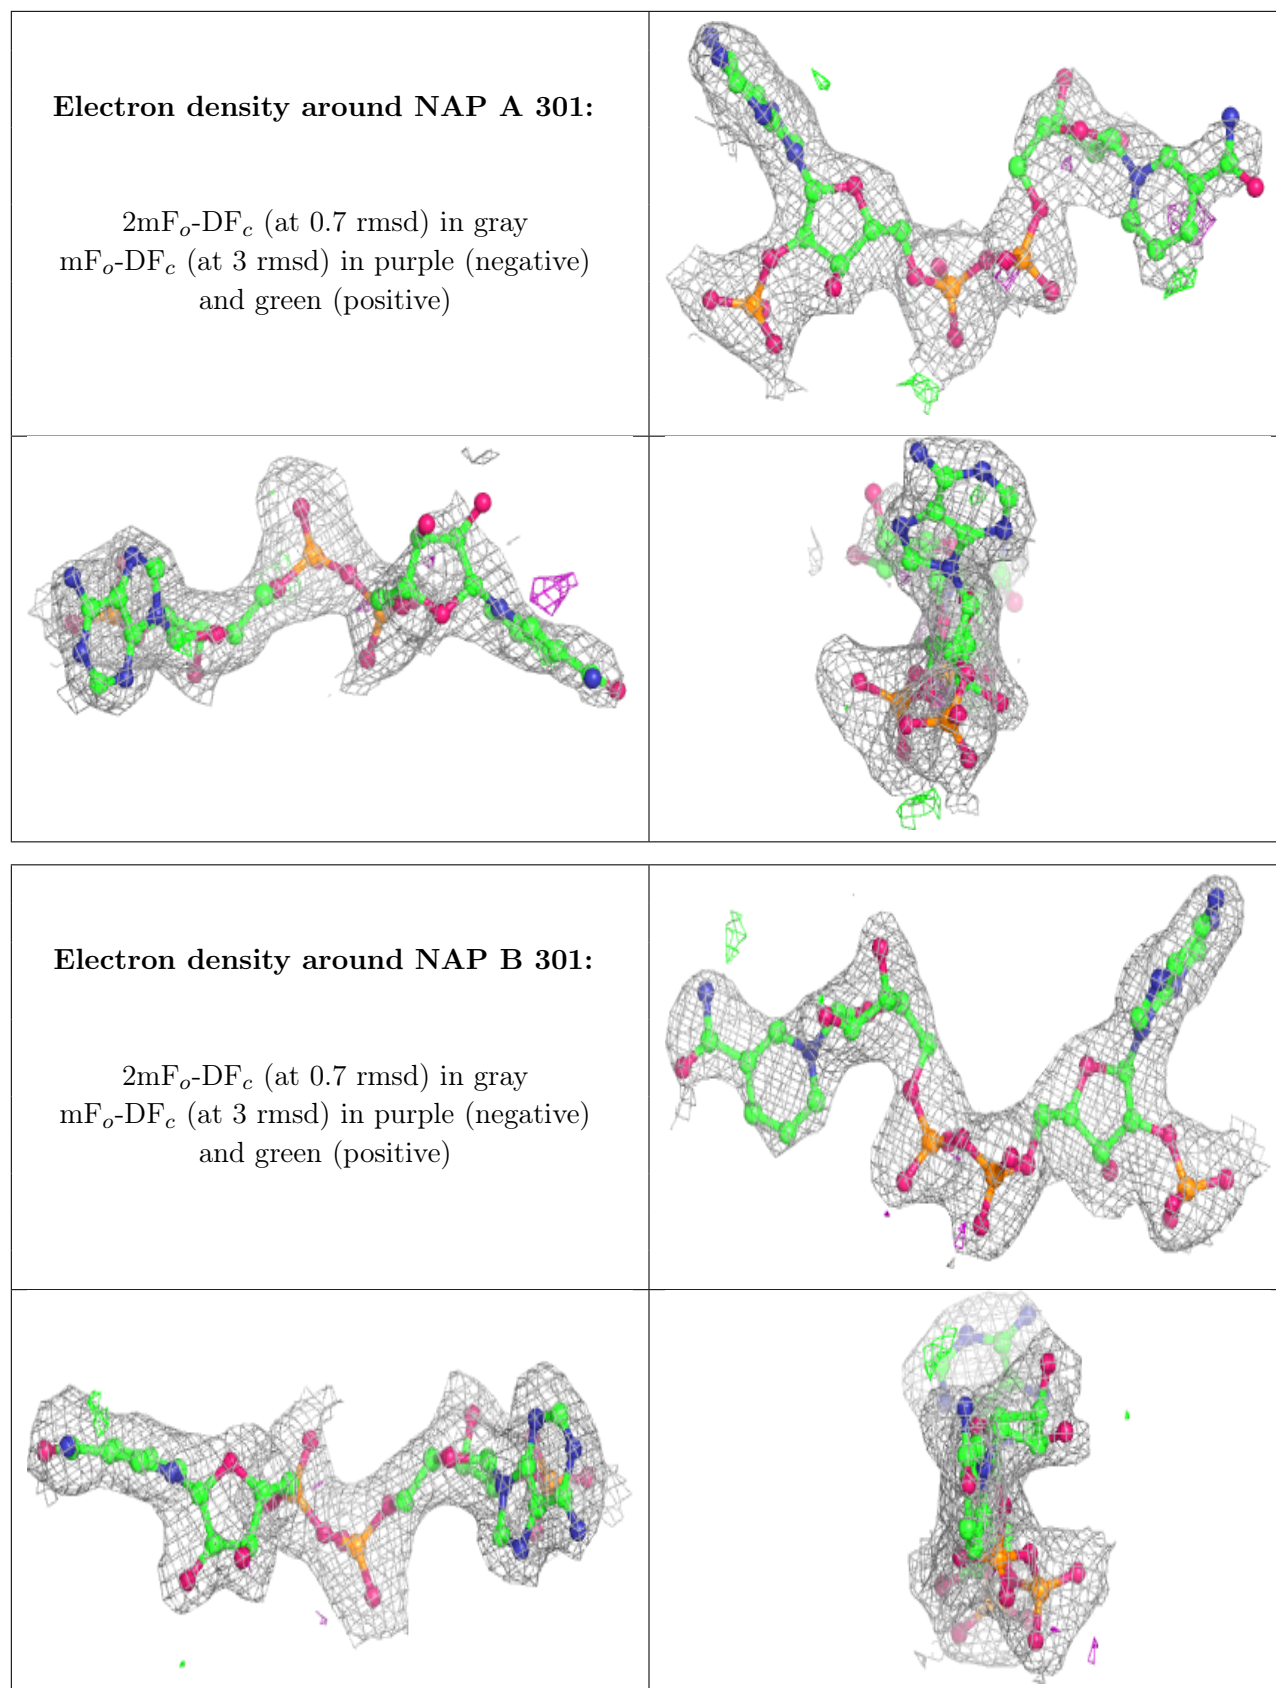 Electron density around NAP A 301:
2mFo-DFc (at 0.7 rmsd) in gray
mFo-DFc (at 3 rmsd) in purple (negative)
and green (positive)
Electron density around NAP B 301:
2mFo-DFc (at 0.7 rmsd) in gray
mFo-DFc (at 3 rmsd) in purple (negative)
and green (positive)